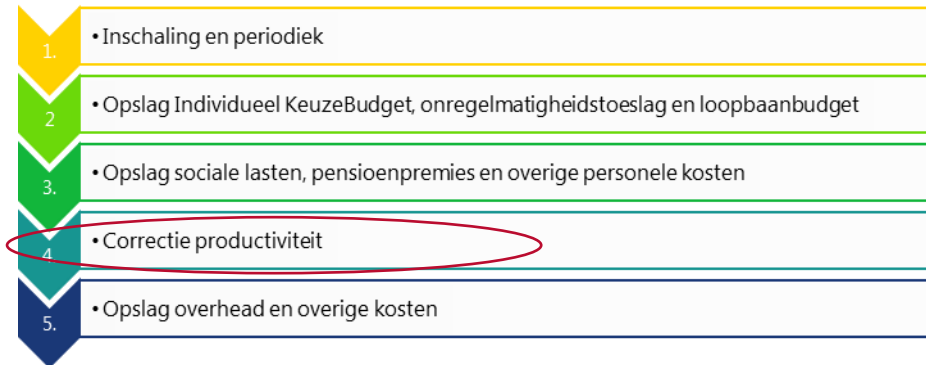 1. • Inschaling en periodiek
2 • Opslag Individueel KeuzeBudget, onregelmatigheidstoeslag en loopbaanbudget
3. • Opslag sociale lasten, pensioenpremies en overige personele kosten
4. • Correctie productiviteit
5. • Opslag overhead en overige kosten